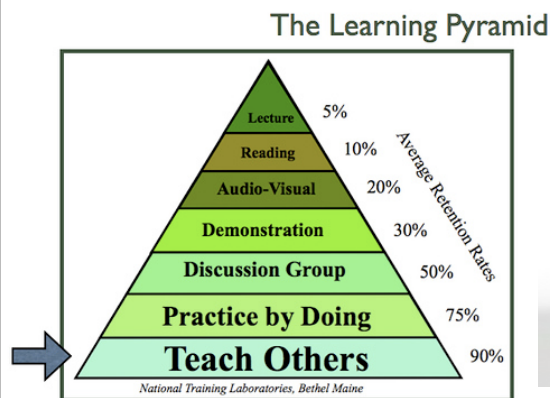 The Learning Pyramid
Lecture 5%
Reading 10%
Audio-Visual 20%
Demonstration 30%
Discussion Group 50%
Practice by Doing 75%
Teach Others 90%
Average Retention Rates
National Training Laboratories, Bethel Maine